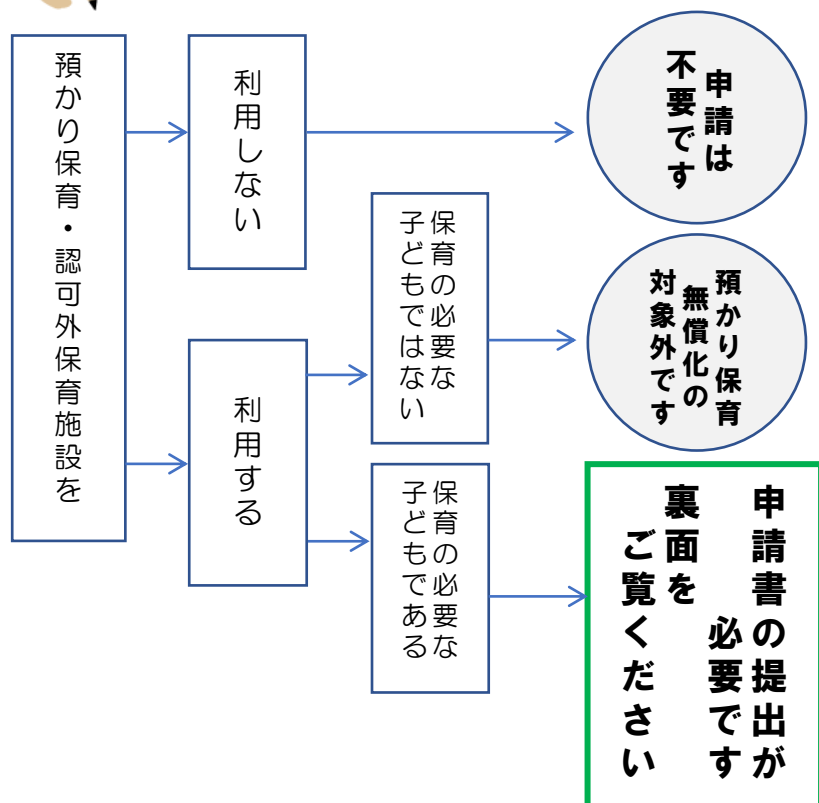 預かり保育・認可外保育施設を
利用しない
申請は
不要です
利用する
保育の必要な
子どもではない
預かり保育
無償化の
対象外です
保育の必要な
子どもである
申請書の提出が
必要です
裏面を
ご覧ください